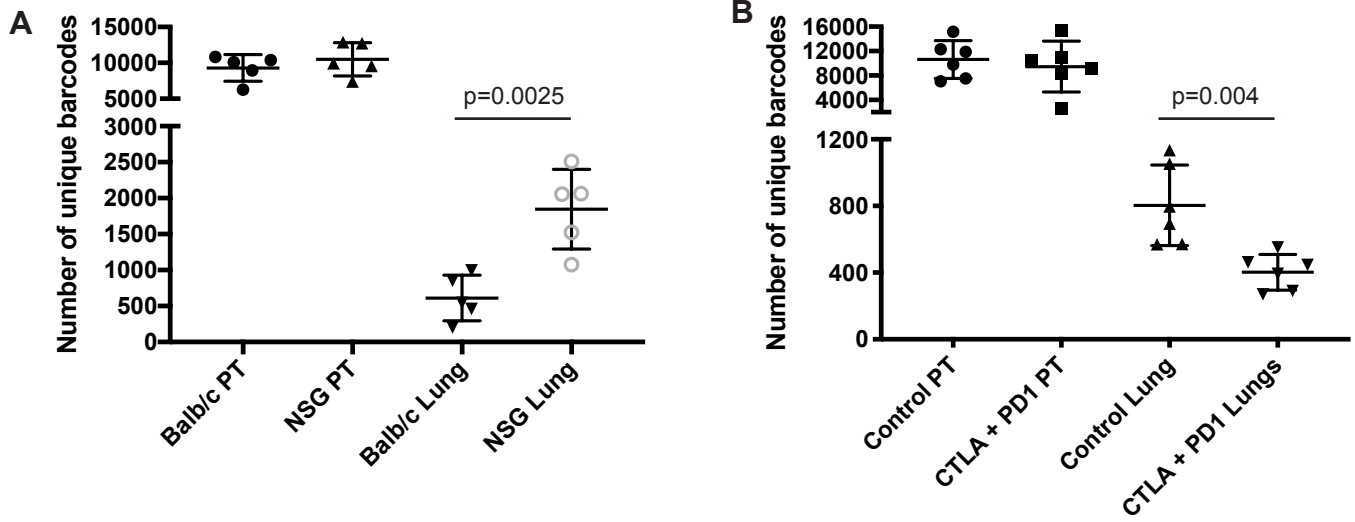 A
Number of unique barcodes
15000
10000
5000
3000
2500
2000
1500
1000
500
0
p=0.0025
Balb/c PT
NSG PT
Balb/c Lung
NSG Lung
B
Number of unique barcodes
16000
12000
8000
4000
1200
800
400
0
p=0.004
Control PT
CTLA + PD1 PT
Control Lung
CTLA + PD1 Lungs